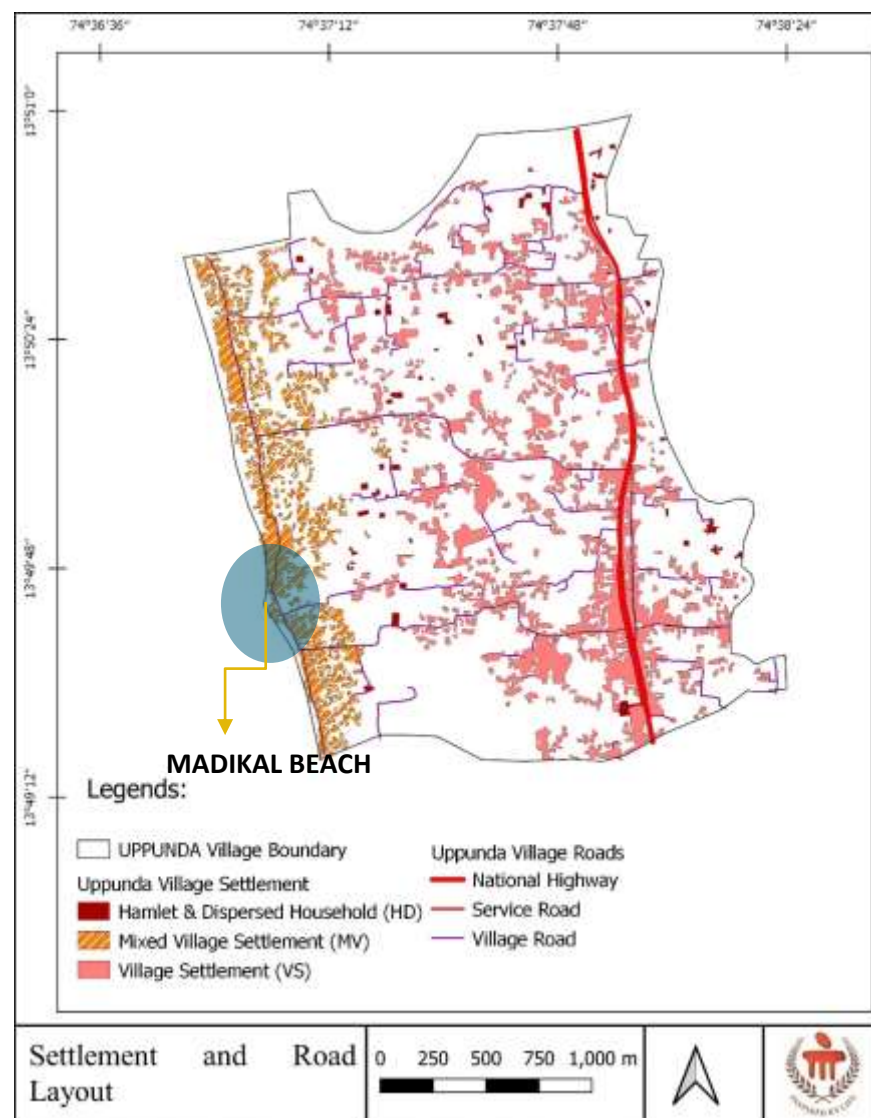 74°36'36" 74°37'12" 74°37'48" 74°38'24"
13°51'0"
13°50'24"
13°49'48"
13°49'12"
MADIKAL BEACH
Legends:
UPPUNDA Village Boundary
Uppunda Village Settlement
Hamlet & Dispersed Household (HD)
Mixed Village Settlement (MV)
Village Settlement (VS)
Uppunda Village Roads
National Highway
Service Road
Village Road
Settlement and Road
Layout
0 250 500 750 1,000 m